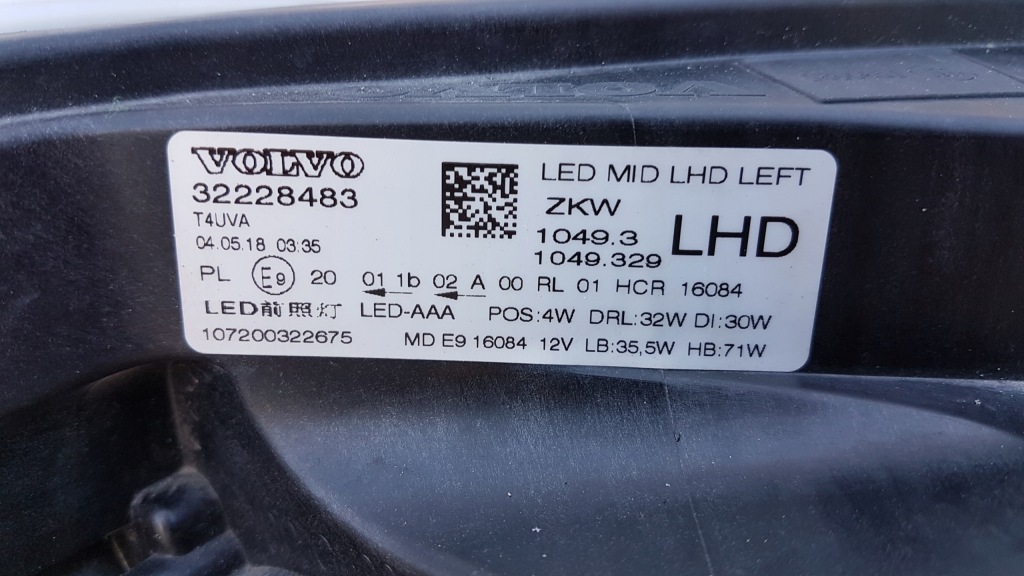 VOLVO
32228483
T4UVA
04.05.18 03:35
LED MID LHD LEFT
ZKW
1049.3
1049.329
LHD
PL E9 20 01 1b 02 A 00 RL 01 HCR 16084
LED前照灯 LED-AAA POS:4W DRL:32W DI:30W
107200322675 MD E9 16084 12V LB:35,5W HB:71W